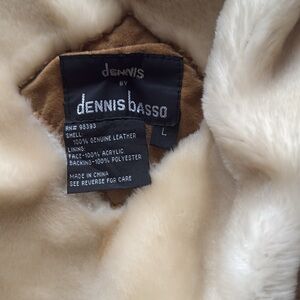 dENNIS
BY
dENNIS bASSO
L
RN# 98393
SHELL:
100% GENUINE LEATHER
LINING:
FACE-100% ACRYLIC
BACKING-100% POLYESTER
MADE IN CHINA
SEE REVERSE FOR CARE